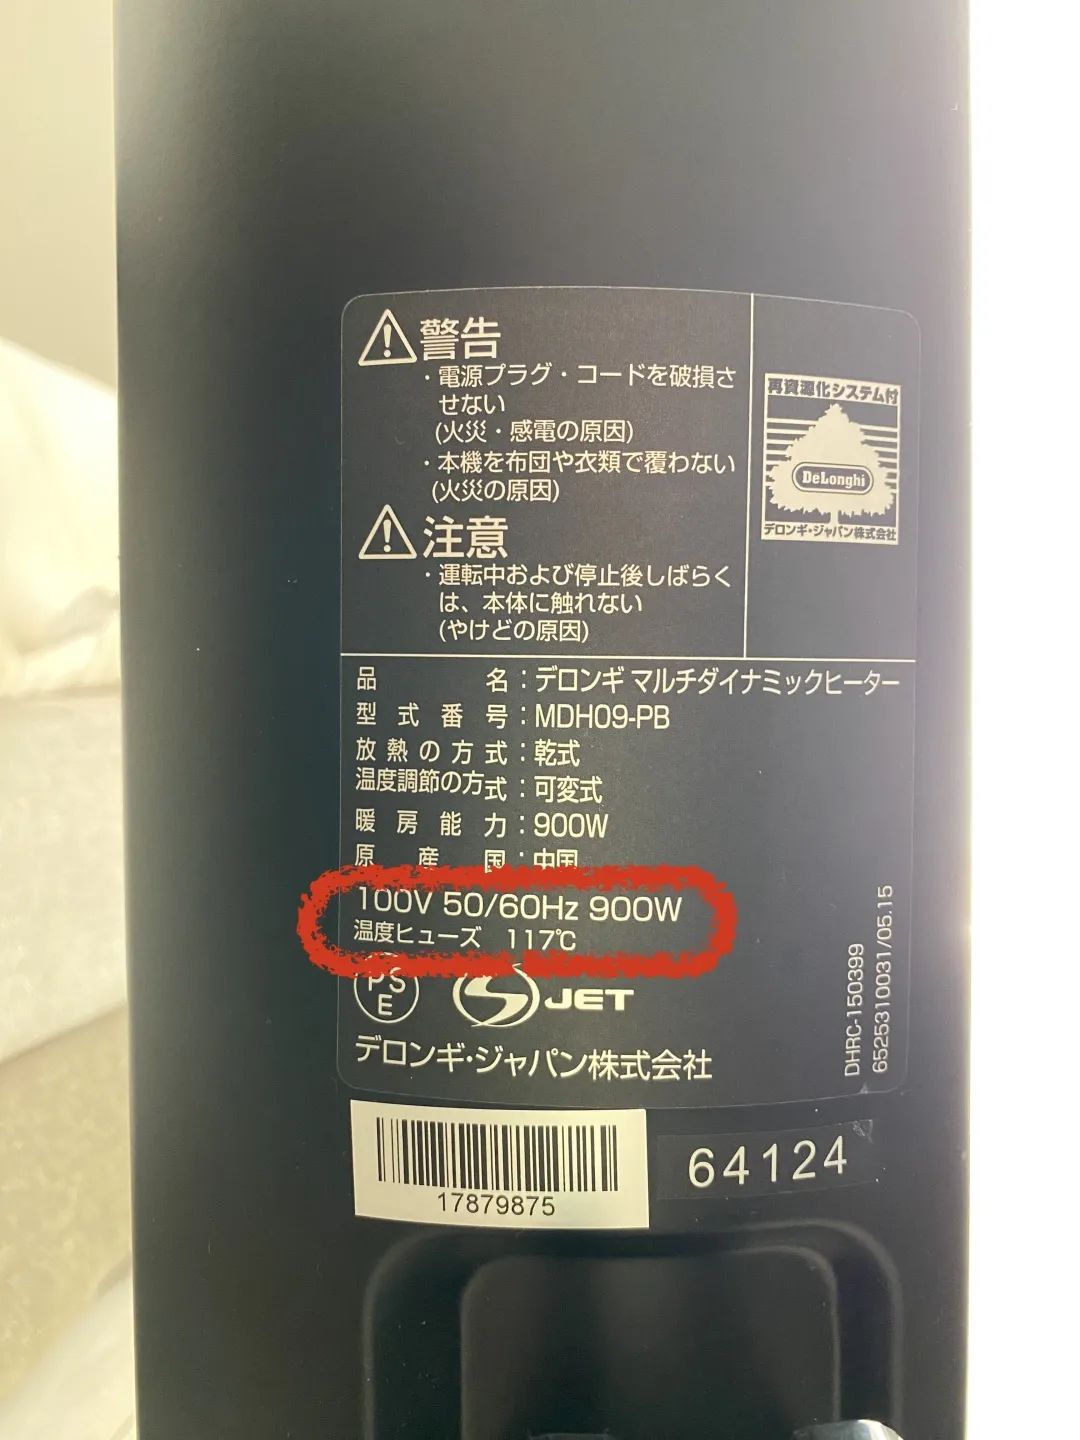 警告
・電源プラグ・コードを破損さ
せない
(火災・感電の原因)
・本機を布団や衣類で覆わない
(火災の原因)
注意
・運転中および停止後しばらく
は、本体に触れない
(やけどの原因)
再資源化システム付
DeLonghi
デロンギ・ジャパン株式会社
品名:デロンギ マルチダイナミックヒーター
型式番号:MDH09-PB
放熱の方式:乾式
温度調節の方式:可変式
暖房能力:900W
原産国:中国
100V 50/60Hz 900W
温度ヒューズ 117℃
PSE
JET
デロンギ・ジャパン株式会社
DHRC-150399
6525310031/05.15
17879875
64124